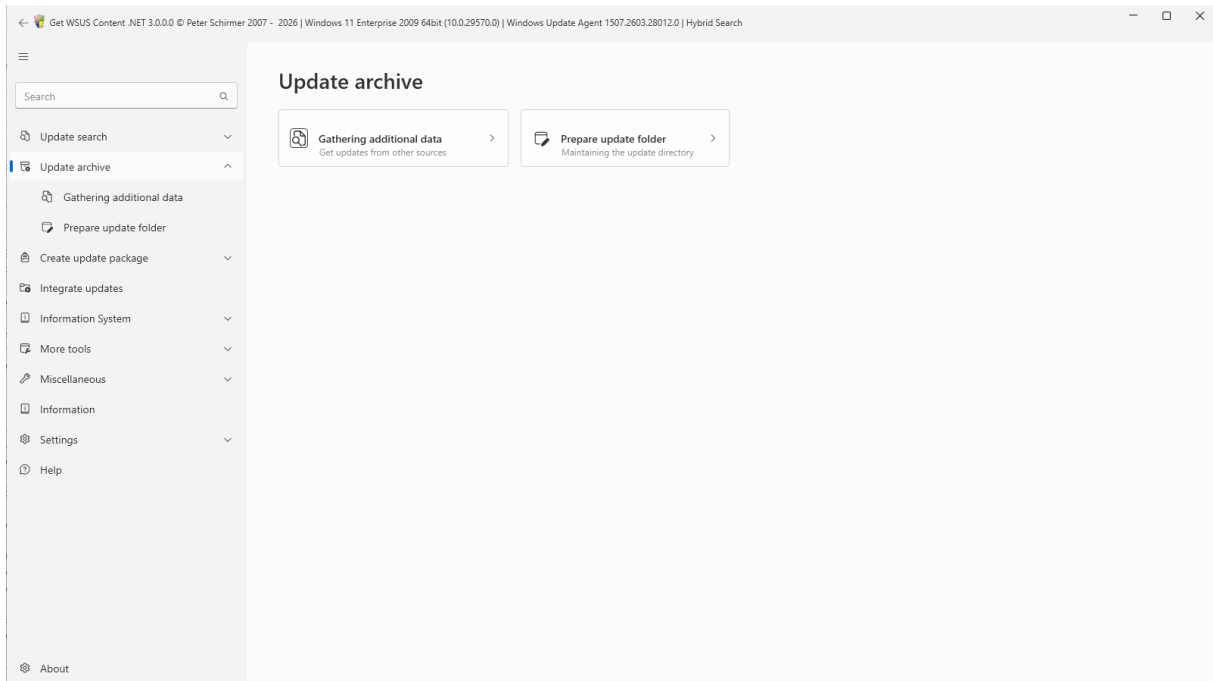 Get WSUS Content .NET 3.0.0.0 © Peter Schirmer 2007 - 2026 | Windows 11 Enterprise 2009 64bit (10.0.29570.0) | Windows Update Agent 1507.2603.28012.0 | Hybrid Search
Search
Update search
Update archive
Gathering additional data
Prepare update folder
Create update package
Integrate updates
Information System
More tools
Miscellaneous
Information
Settings
Help
About
Update archive
Gathering additional data
Get updates from other sources
Prepare update folder
Maintaining the update directory